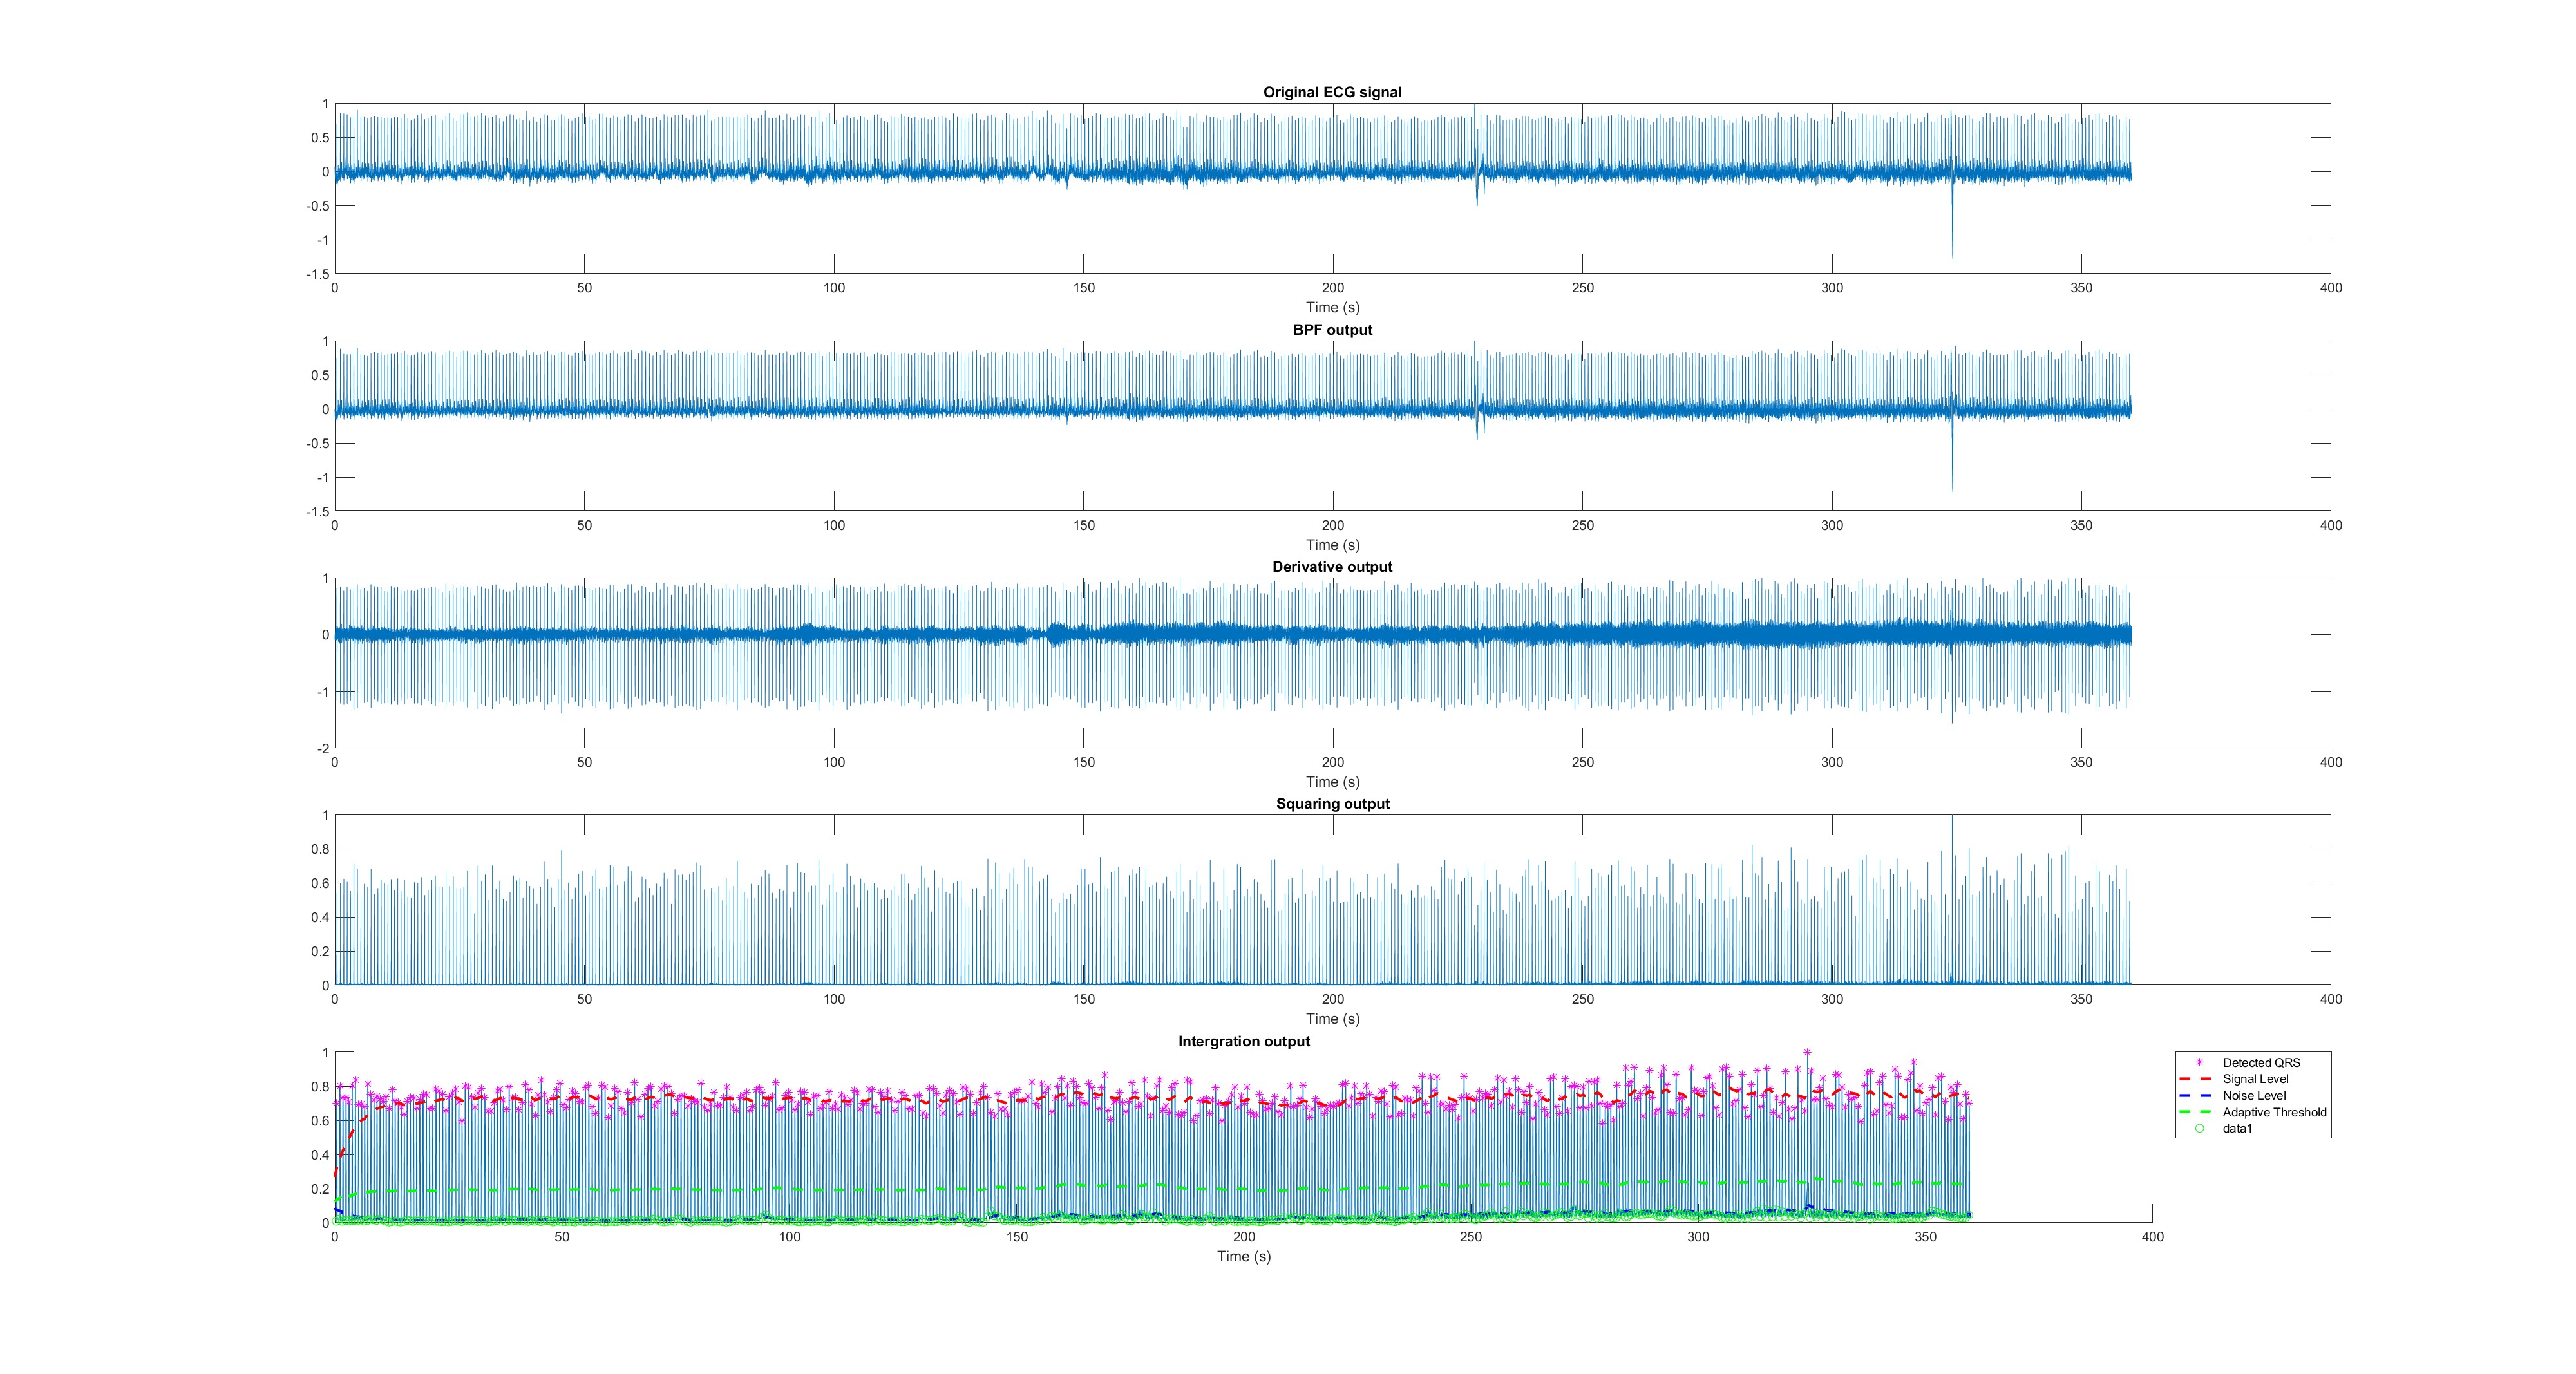 Original ECG signal
1
0.5
0
-0.5
-1
-1.5
0 50 100 150 200 250 300 350 400
Time (s)
BPF output
1
0.5
0
-0.5
-1
-1.5
0 50 100 150 200 250 300 350 400
Time (s)
Derivative output
1
0
-1
-2
0 50 100 150 200 250 300 350 400
Time (s)
Squaring output
1
0.8
0.6
0.4
0.2
0
0 50 100 150 200 250 300 350 400
Time (s)
Intergration output
1
0.8
0.6
0.4
0.2
0
0 50 100 150 200 250 300 350 400
Time (s)
Detected QRS
Signal Level
Noise Level
Adaptive Threshold
data1